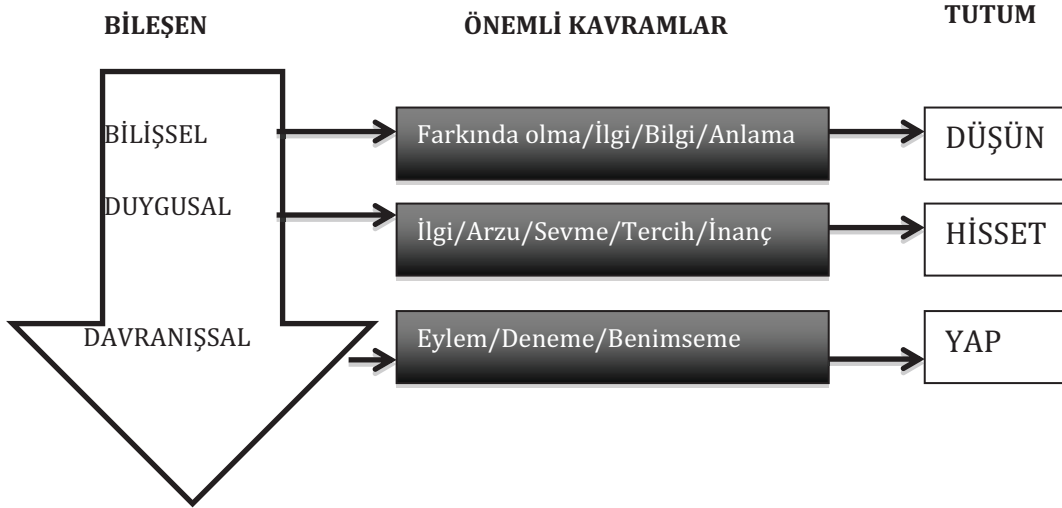 BİLEŞEN
ÖNEMLİ KAVRAMLAR
TUTUM
BİLİŞSEL
Farkında olma/İlgi/Bilgi/Anlama
DÜŞÜN
DUYGUSAL
İlgi/Arzu/Sevme/Tercih/İnanç
HİSSET
DAVRANIŞSAL
Eylem/Deneme/Benimseme
YAP